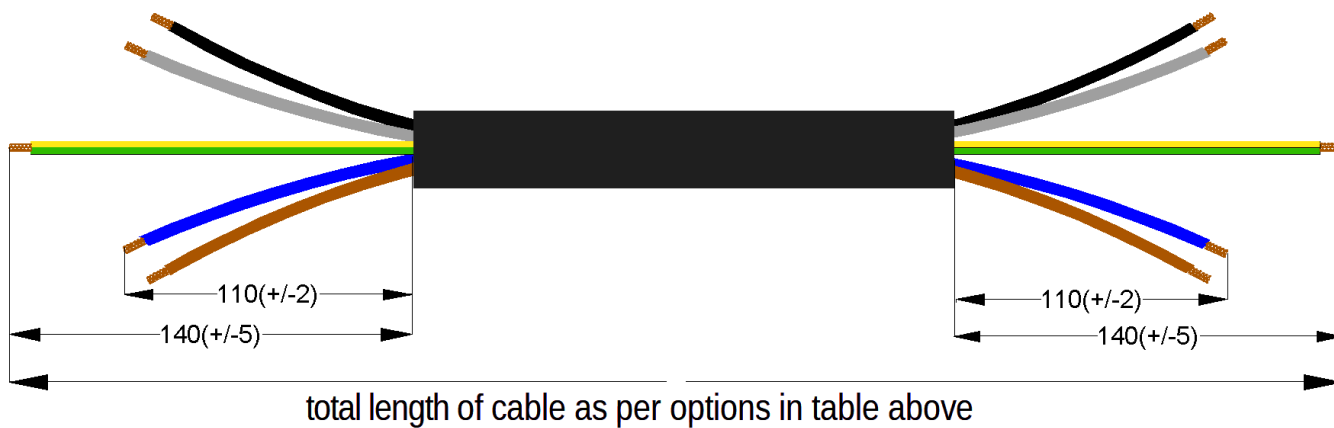 110(+/-2)
110(+/-2)
140(+/-5)
140(+/-5)
total length of cable as per options in table above